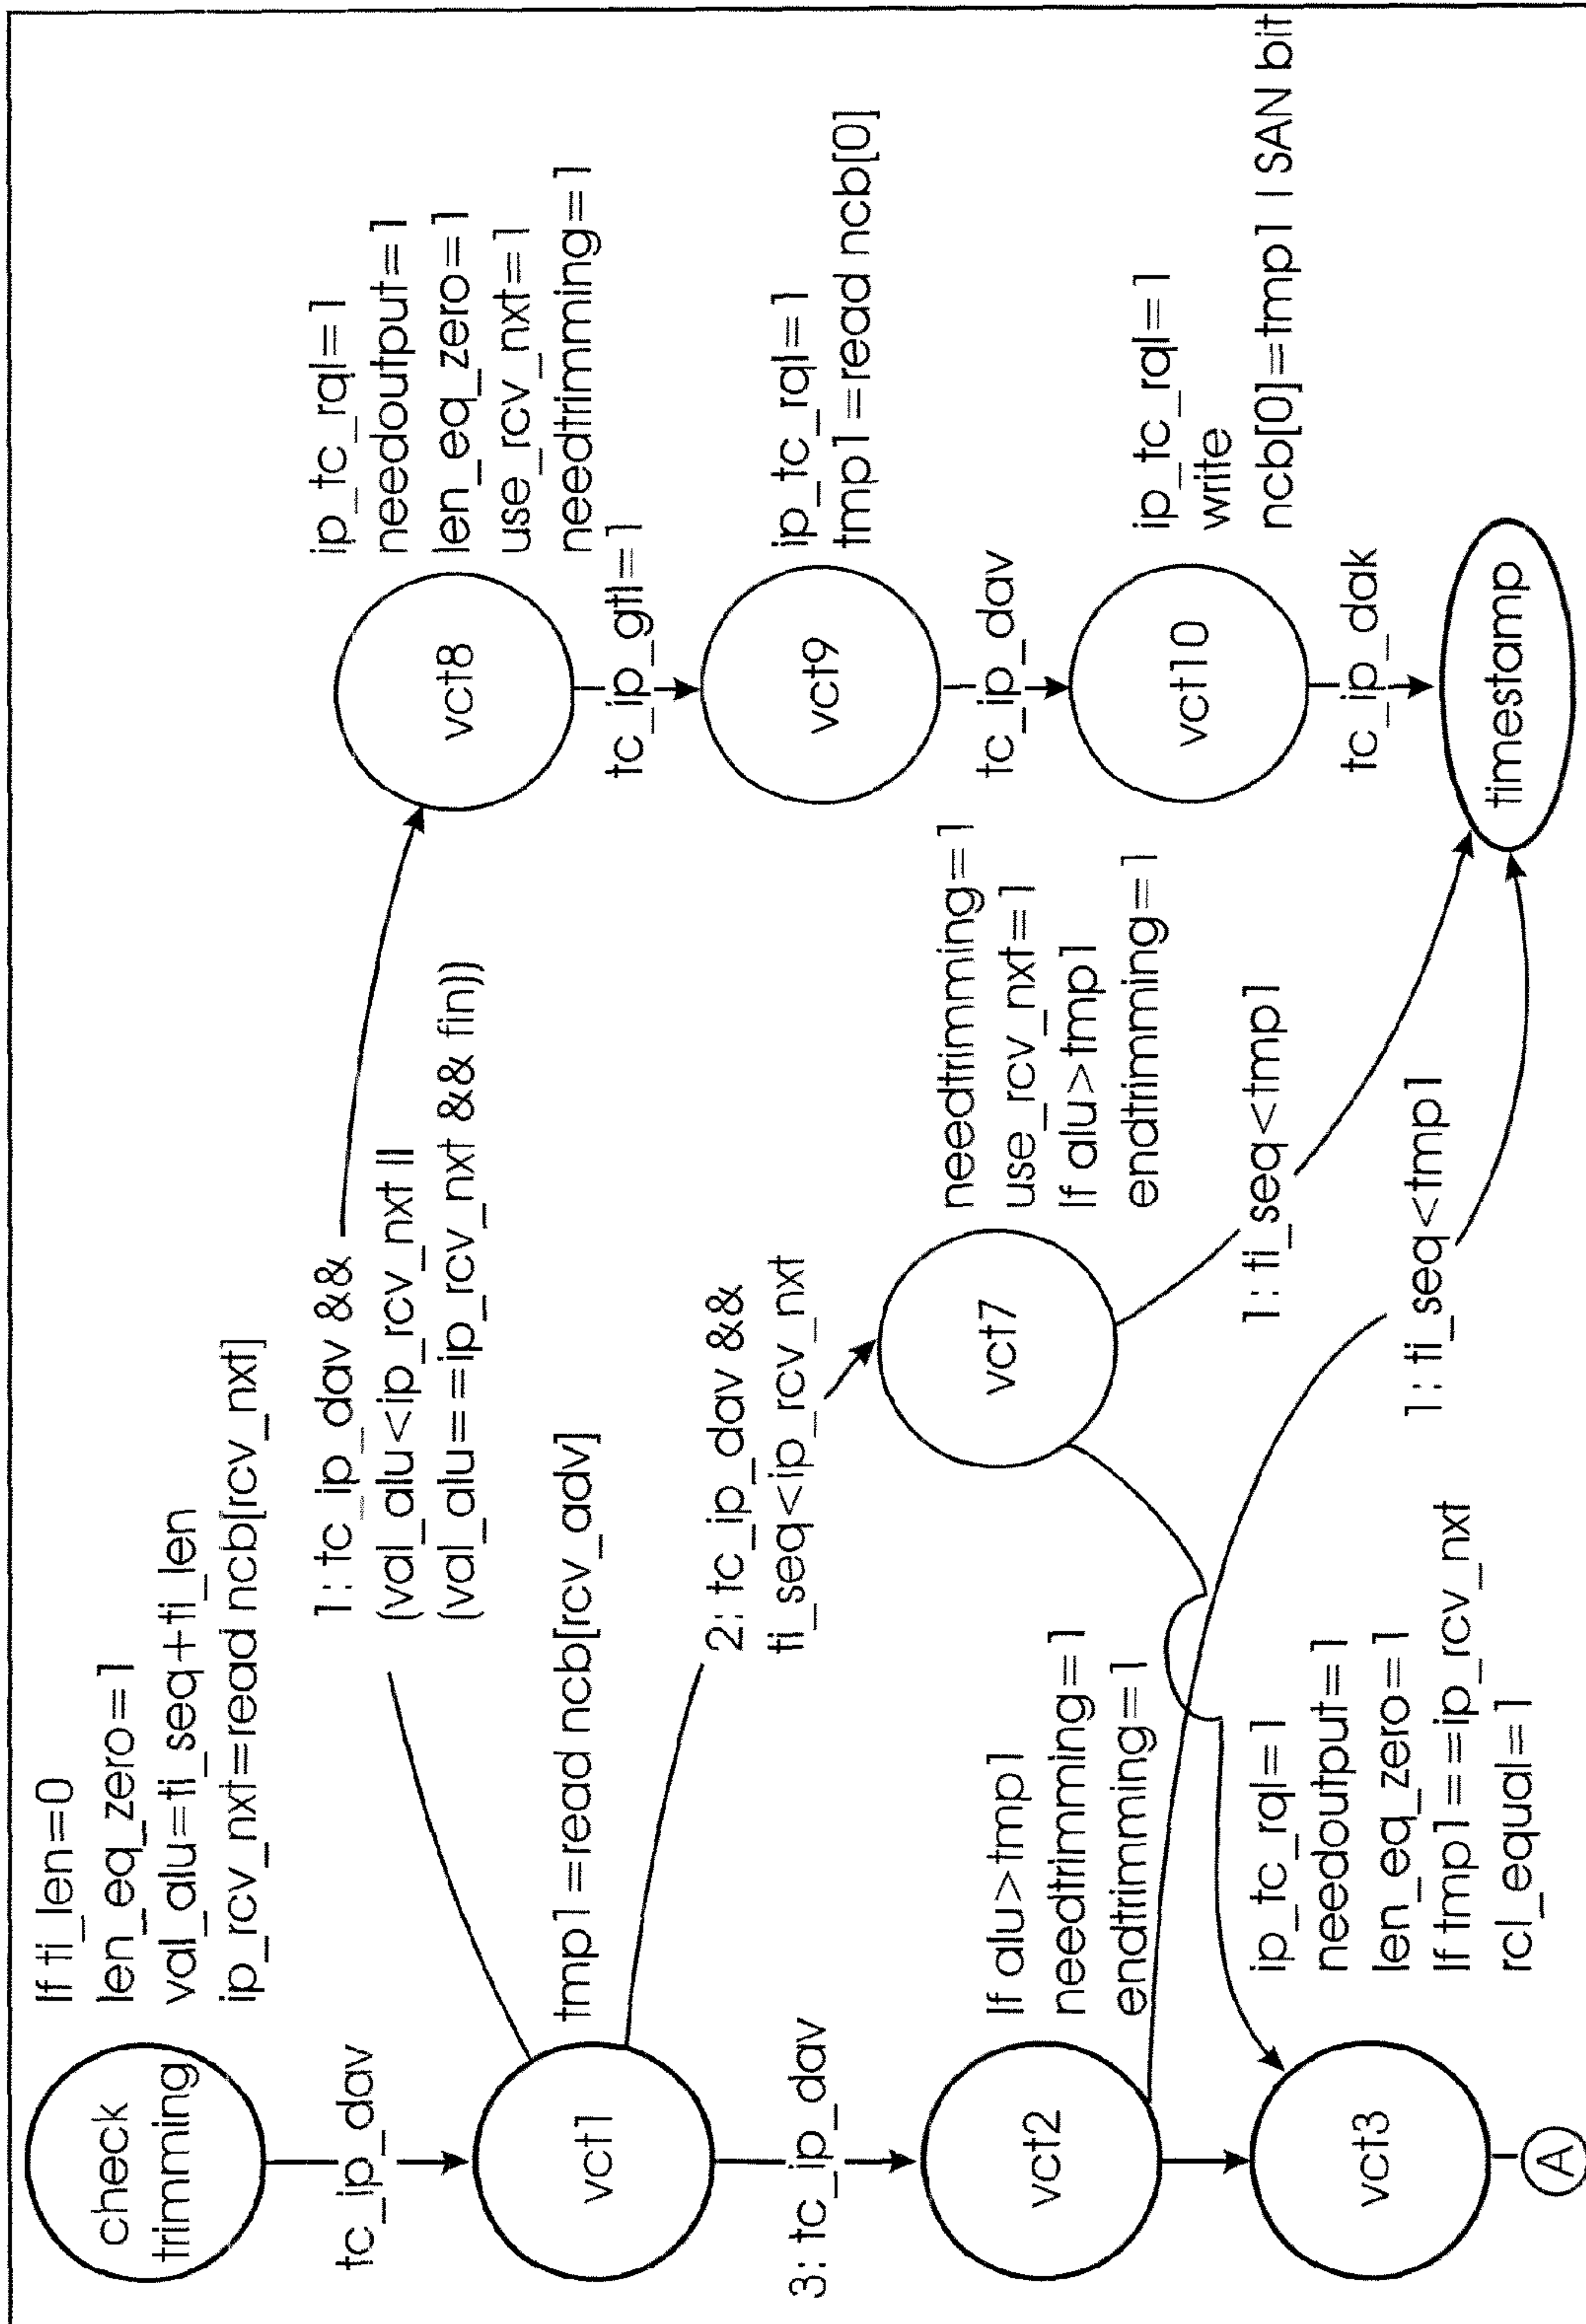 check
trimming
If ti_len=0
len_eq_zero=1
val_alu=ti_seq+ti_len
ip_rcv_nxt=read ncb[rcv_nxt]
tc_ip_dav
vct1
tmp1=read ncb[rcv_adv]
1: tc_ip_dav &&
(val_alu<ip_rcv_nxt ||
(val_alu==ip_rcv_nxt && fin))
vct8
ip_tc_rql=1
needoutput=1
len_eq_zero=1
use_rcv_nxt=1
needtrimming=1
tc_ip_gtl=1
2: tc_ip_dav &&
ti_seq<ip_rcv_nxt
vct9
ip_tc_rql=1
tmp1=read ncb[0]
3: tc_ip_dav
vct7
needtrimming=1
use_rcv_nxt=1
If alu>tmp1
endtrimming=1
tc_ip_dav
vct2
If alu>tmp1
needtrimming=1
endtrimming=1
vct10
ip_tc_rql=1
write
ncb[0]=tmp1 | SAN bit
1: ti_seq<tmp1
tc_ip_dak
vct3
ip_tc_rql=1
needoutput=1
len_eq_zero=1
If tmp1==ip_rcv_nxt
rcl_equal=1
1: ti_seq<tmp1
timestamp
A